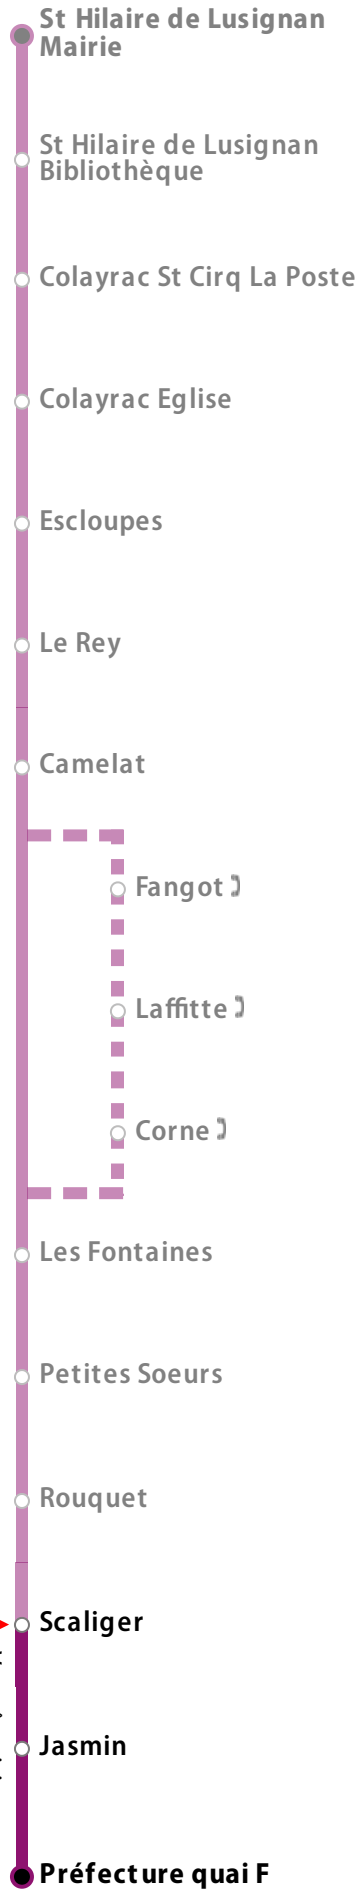 St Hilaire de Lusignan
Mairie
St Hilaire de Lusignan
Bibliothèque
Colayrac St Cirq La Poste
Colayrac Eglise
Escloupes
Le Rey
Camelat
Fangot
Laffitte
Corne
Les Fontaines
Petites Soeurs
Rouquet
Scaliger
Jasmin
Préfecture quai F